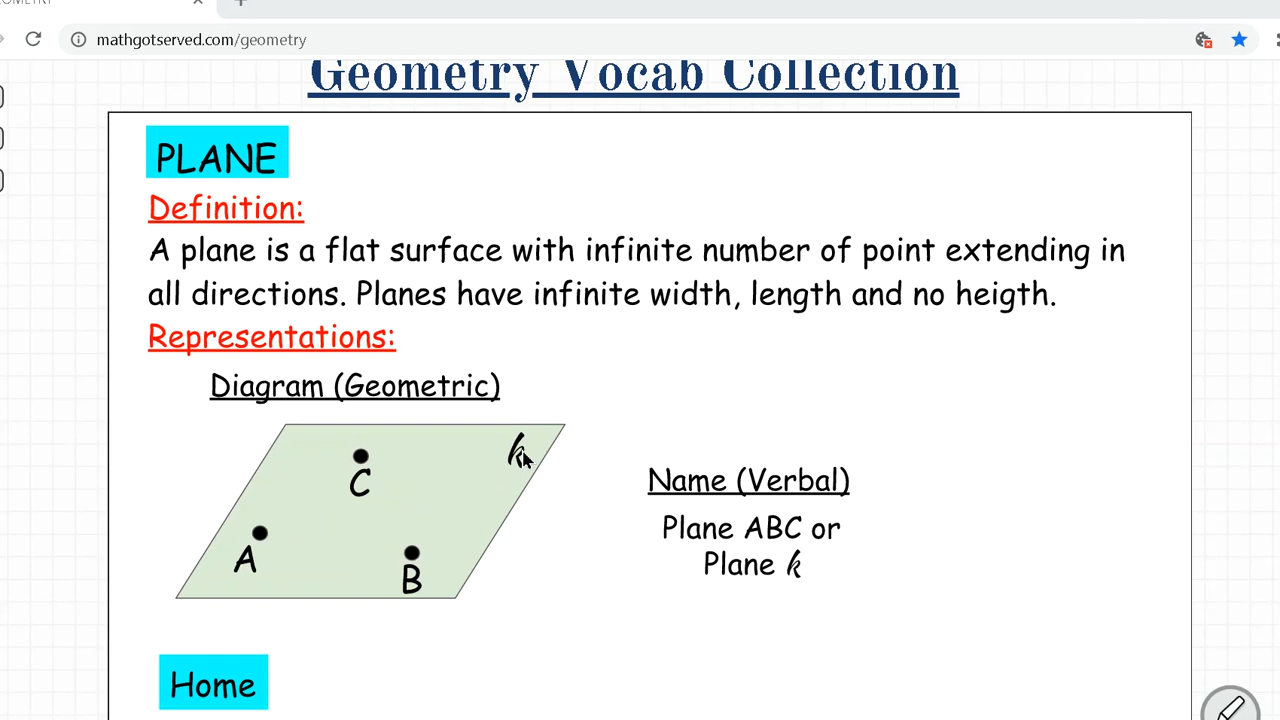 mathgotserved.com/geometry
Geometry Vocab Collection
PLANE
Definition:
A plane is a flat surface with infinite number of point extending in
all directions. Planes have infinite width, length and no heigth.
Representations:
Diagram (Geometric)
k
C
A
B
Name (Verbal)
Plane ABC or
Plane k
Home